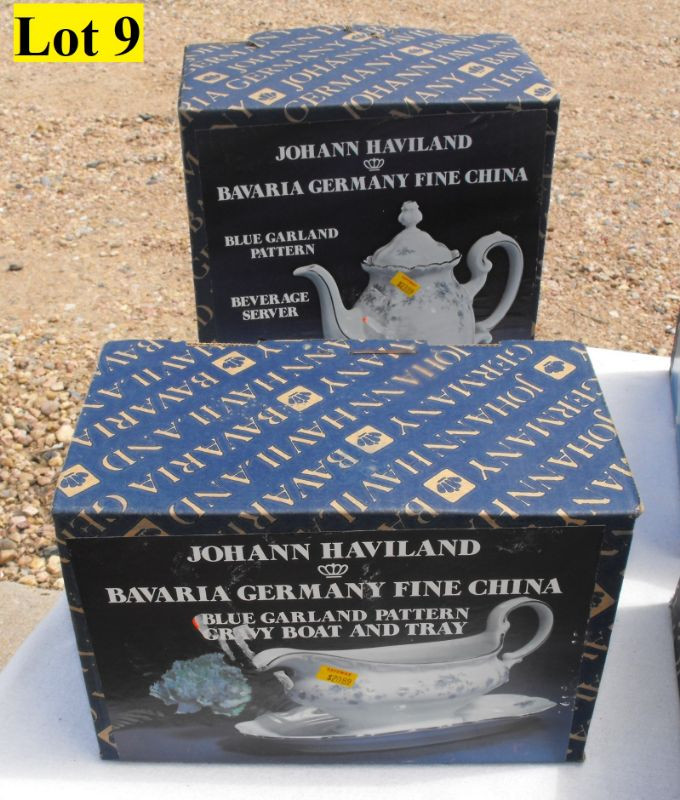 Lot 9
JOHANN HAVILAND
BAVARIA GERMANY FINE CHINA
BLUE GARLAND
PATTERN
BEVERAGE
SERVER
JOHANN HAVILAND
BAVARIA GERMANY FINE CHINA
BLUE GARLAND PATTERN
GRAVY BOAT AND TRAY